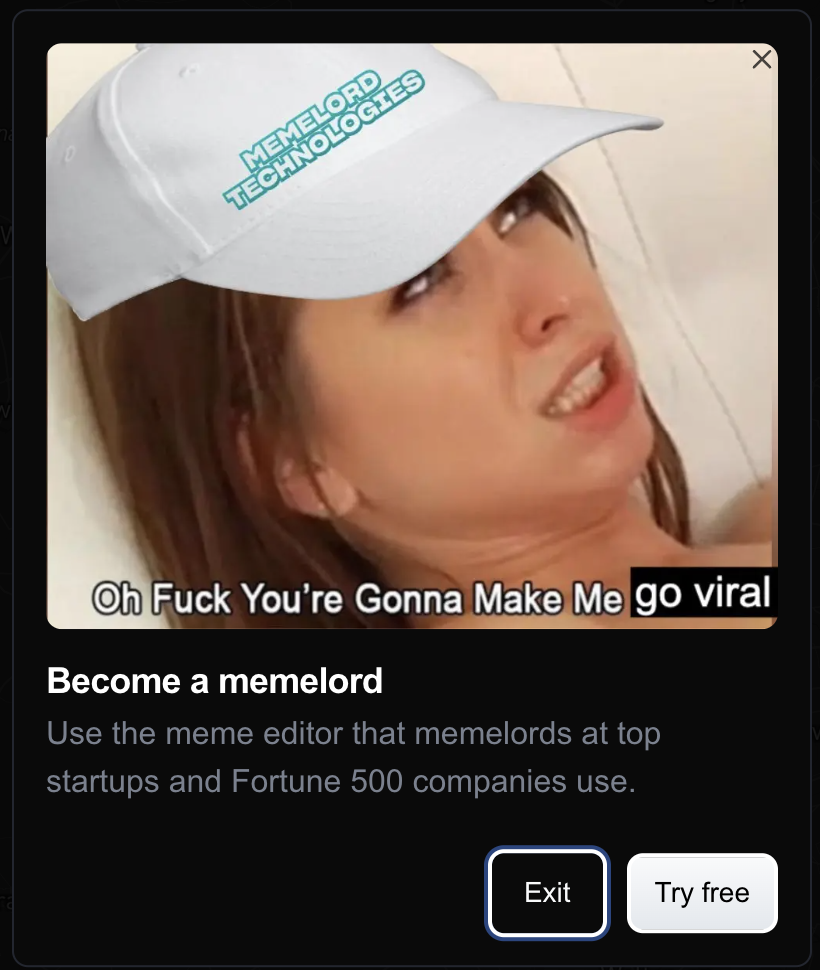 MEMELORD
TECHNOLOGIES
Oh Fuck You're Gonna Make Me go viral
Become a memelord
Use the meme editor that memelords at top
startups and Fortune 500 companies use.
Exit
Try free